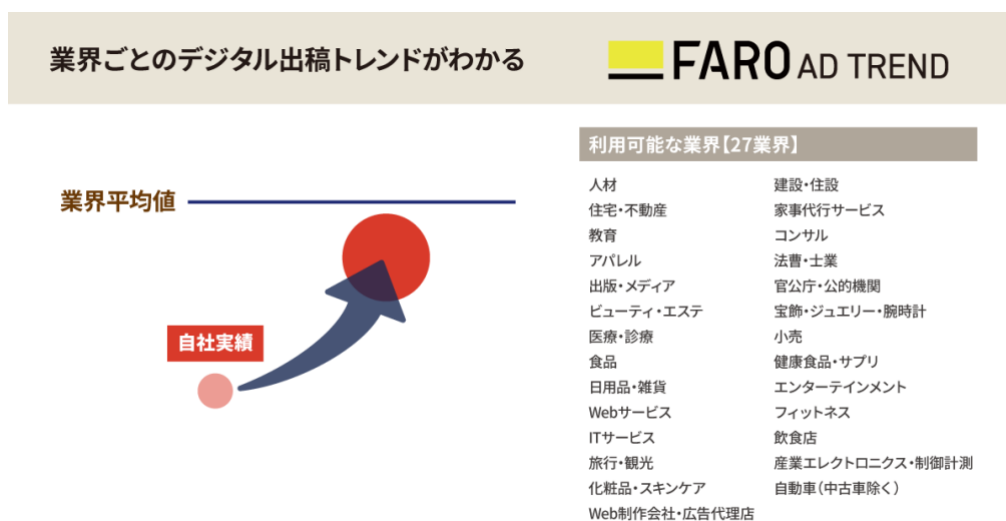 業界ごとのデジタル出稿トレンドがわかる
FARO AD TREND
業界平均値
自社実績
利用可能な業界【27業界】
人材
住宅・不動産
教育
アパレル
出版・メディア
ビューティ・エステ
医療・診療
食品
日用品・雑貨
Webサービス
ITサービス
旅行・観光
化粧品・スキンケア
Web制作会社・広告代理店
建設・住設
家事代行サービス
コンサル
法曹・士業
官公庁・公的機関
宝飾・ジュエリー・腕時計
小売
健康食品・サプリ
エンターテインメント
フィットネス
飲食店
産業エレクトロニクス・制御計測
自動車（中古車除く）